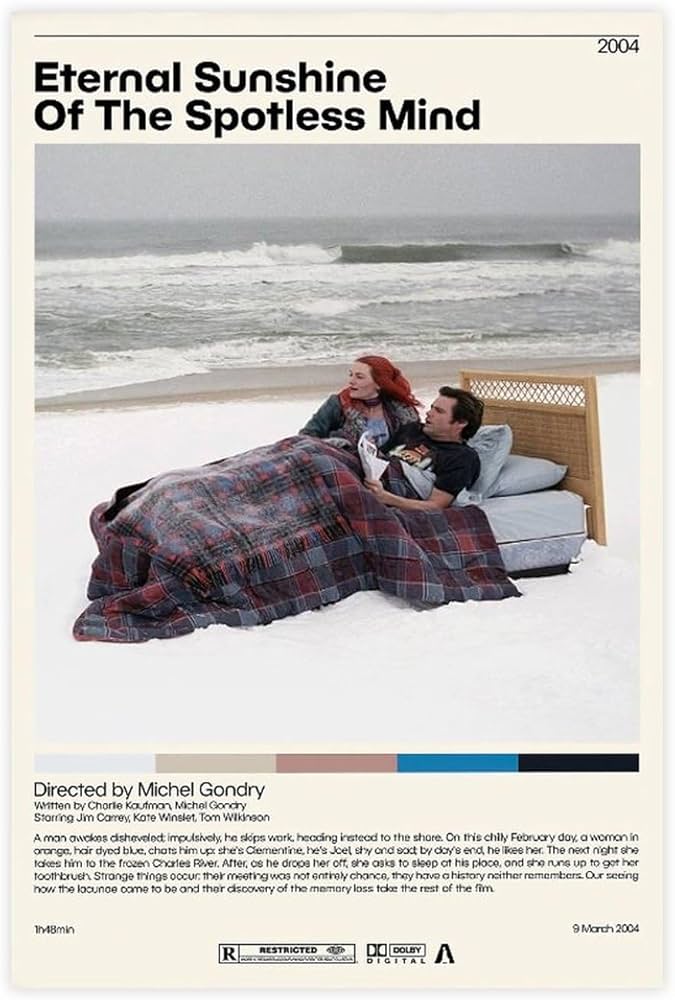 2004
Eternal Sunshine
Of The Spotless Mind
Directed by Michel Gondry
Written by Charlie Kaufman, Michel Gondry
Starring Jim Carrey, Kate Winslet, Tom Wilkinson
A man awakes disheveled; impulsively, he skips work, heading instead to the shore. On this chilly February day, a woman in
orange, hair dyed blue, chats him up: she's Clementine, he's Joel, shy and sad; by day's end, he likes her. The next night she
takes him to the frozen Charles River. After, as he drops her off, she asks to sleep at his place, and she runs up to get her
toothbrush. Strange things occur: their meeting was not entirely chance, they have a history neither remembers. Our seeing
how the lacunae came to be and their discovery of the memory loss take the rest of the film.
1h48min
9 March 2004
R RESTRICTED
DOLBY
DIGITAL